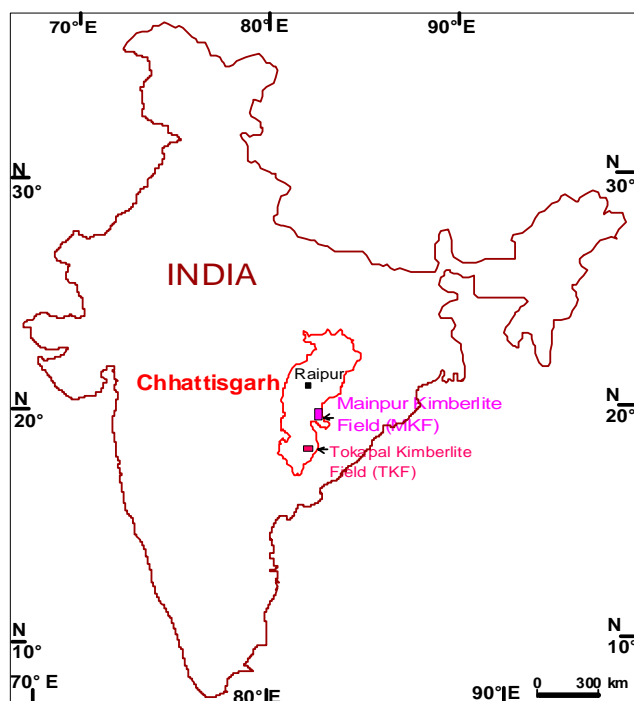 70° E
80°E
90°E
N
30°
N
30°
INDIA
Raipur
Chhattisgarh
Mainpur Kimberlite
Field (MKF)
Tokapal Kimberlite
Field (TKF)
N
20°
N
20°
N
10°
N
10°
70° E
80°E
90°E
0 300 km